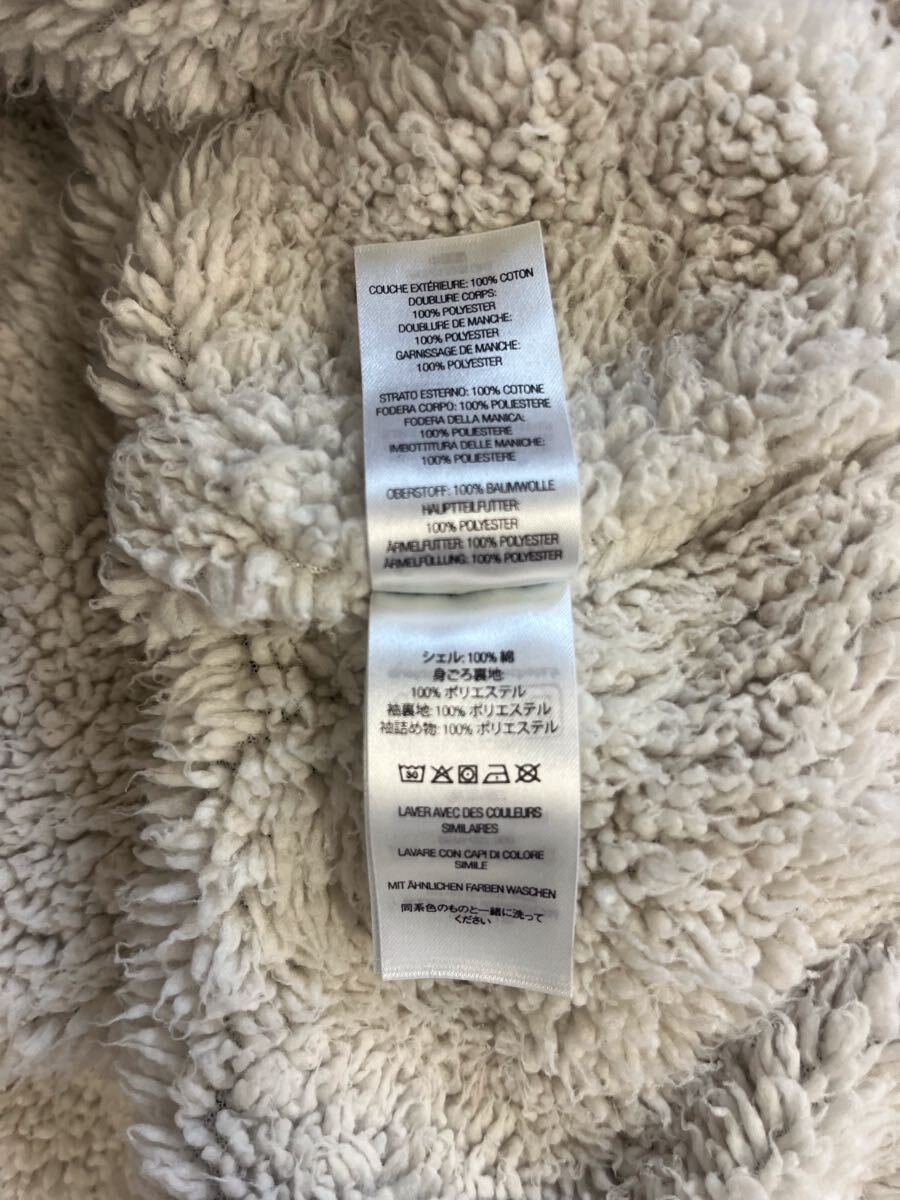 COUCHE EXTÉRIEURE: 100% COTON
DOUBLURE CORPS:
100% POLYESTER
DOUBLURE DE MANCHE:
100% POLYESTER
GARNISSAGE DE MANCHE:
100% POLYESTER
STRATO ESTERNO: 100% COTONE
FODERA CORPO: 100% POLIESTERE
FODERA DELLA MANICA:
100% POLIESTERE
IMBOTTITURA DELLE MANICHE:
100% POLIESTERE
OBERSTOFF: 100% BAUMWOLLE
HAUPTTEILFUTTER:
100% POLYESTER
ÄRMELFUTTER: 100% POLYESTER
ÄRMELFÜLLUNG: 100% POLYESTER
シェル: 100% 綿
身ごろ裏地:
100% ポリエステル
袖裏地: 100% ポリエステル
袖詰め物: 100% ポリエステル
30
LAVER AVEC DES COULEURS
SIMILAIRES
LAVARE CON CAPI DI COLORE
SIMILE
MIT ÄHNLICHEN FARBEN WASCHEN
同系色のものと一緒に洗って
ください